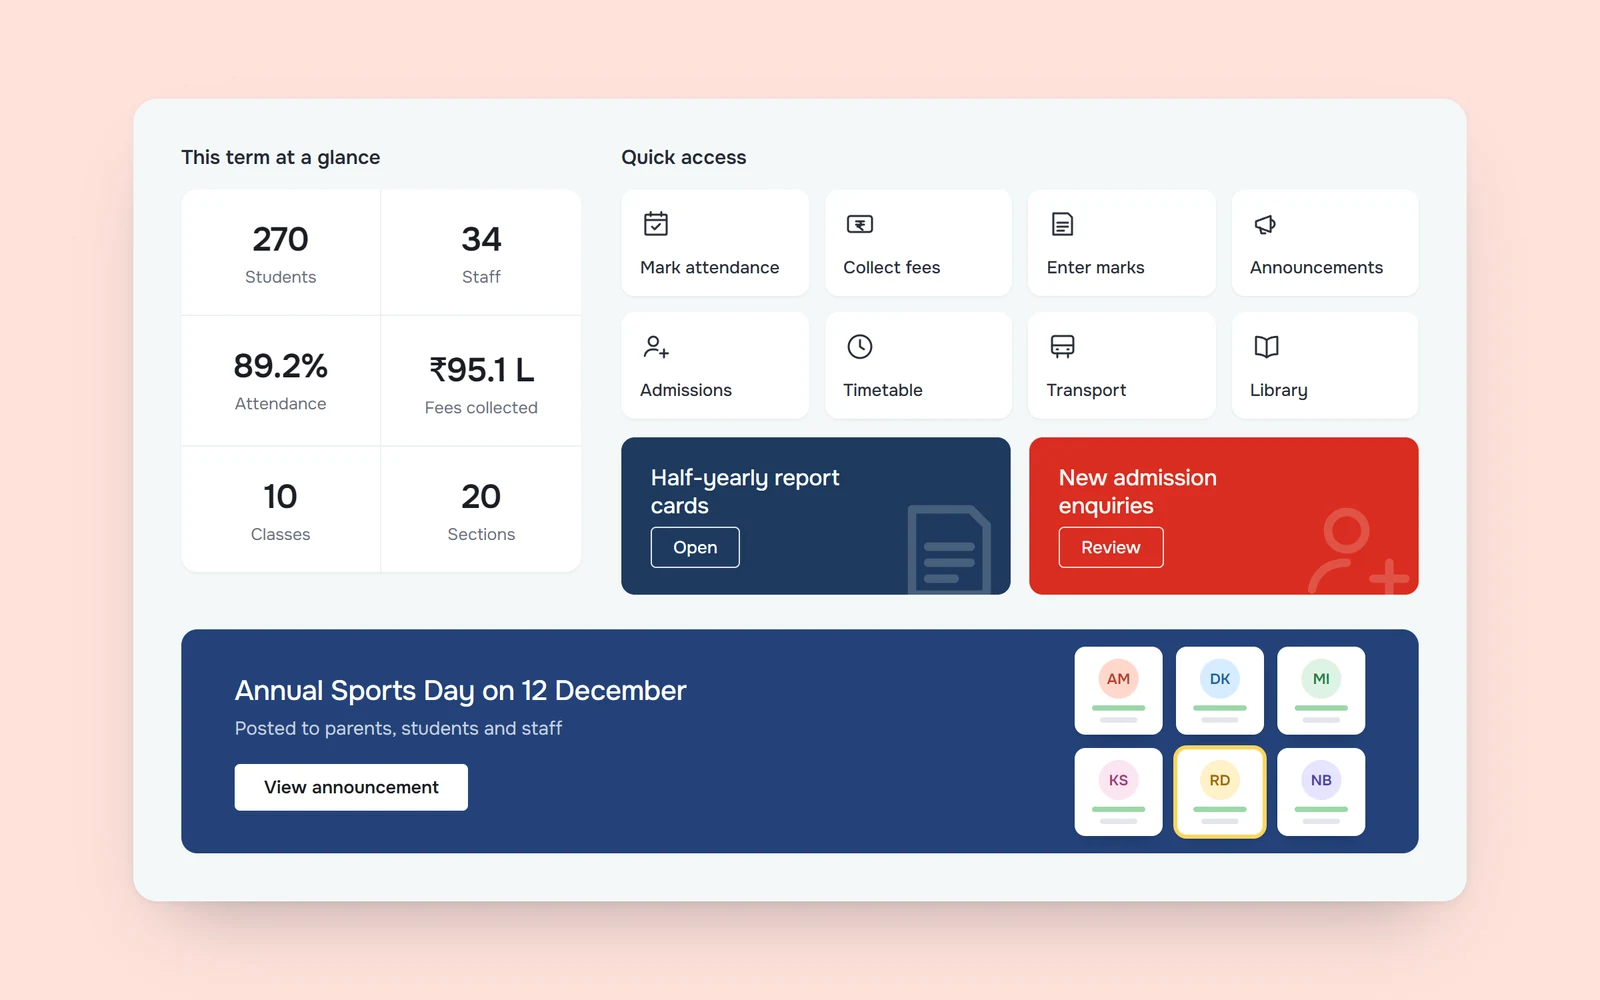 This term at a glance
270
Students
34
Staff
89.2%
Attendance
₹95.1 L
Fees collected
10
Classes
20
Sections
Quick access
Mark attendance
Collect fees
Enter marks
Announcements
Admissions
Timetable
Transport
Library
Half-yearly report
cards
Open
New admission
enquiries
Review
Annual Sports Day on 12 December
Posted to parents, students and staff
View announcement
AM
DK
MI
KS
RD
NB